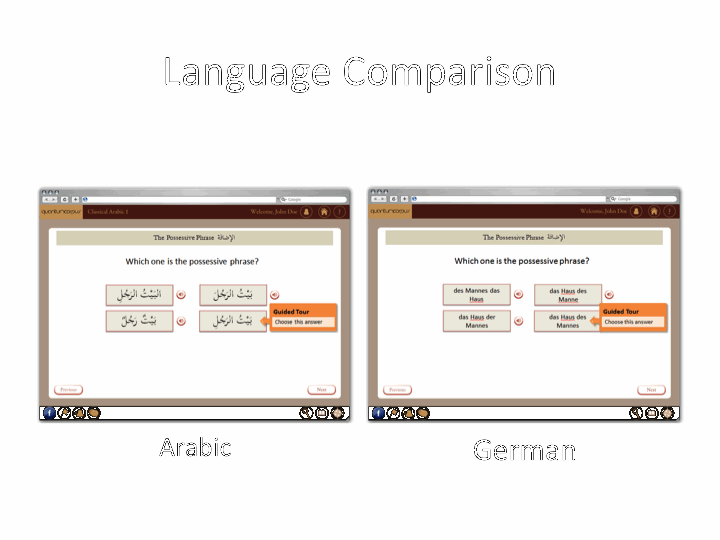 Language Comparison
Google
quantumscopus
Classical Arabic I
Welcome, John Doe
?
The Possessive Phrase الإضافة
Which one is the possessive phrase?
البَيْتُ الرَجُلِ
بَيْتُ الرَجُلَ
بَيْتٌ رَجُلٌ
بَيْتُ الرَجُلِ
Guided Tour
Choose this answer
Previous
Next
Arabic
Google
Welcome, John Doe
?
The Possessive Phrase الإضافة
Which one is the possessive phrase?
des Mannes das
Haus
das Haus des
Manne
das Haus der
Mannes
das Haus des
Mannes
Guided Tour
Choose this answer
Previous
Next
German